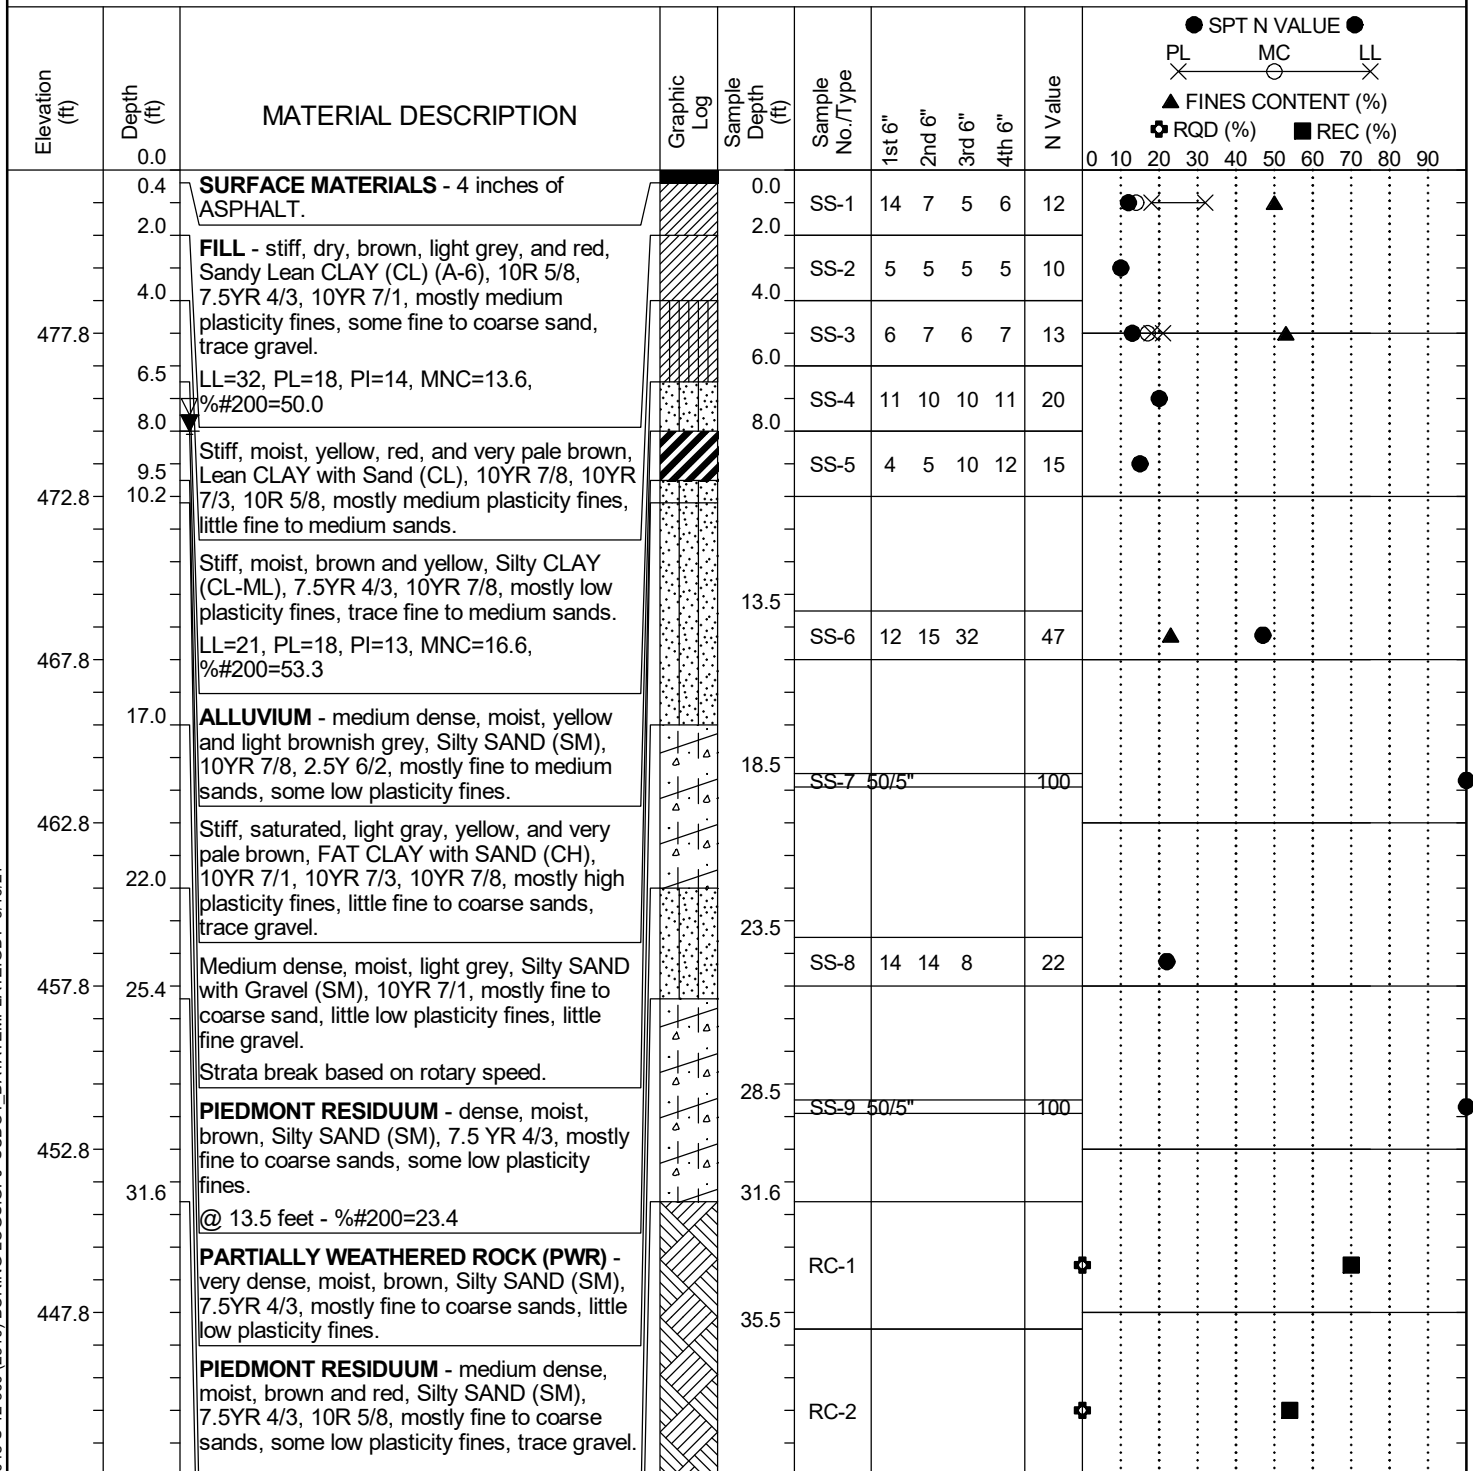 ● SPT N VALUE ●
PL MC LL
▲ FINES CONTENT (%)
RQD (%) ■ REC (%)
0 10 20 30 40 50 60 70 80 90
Elevation (ft)
Depth (ft)
0.0
MATERIAL DESCRIPTION
Graphic Log
Sample Depth (ft)
Sample No./Type
1st 6"
2nd 6"
3rd 6"
4th 6"
N Value
477.8
472.8
467.8
462.8
457.8
452.8
447.8
0.4
2.0
4.0
6.5
8.0
9.5
10.2
17.0
22.0
25.4
31.6
SURFACE MATERIALS - 4 inches of
ASPHALT.
FILL - stiff, dry, brown, light grey, and red,
Sandy Lean CLAY (CL) (A-6), 10R 5/8,
7.5YR 4/3, 10YR 7/1, mostly medium
plasticity fines, some fine to coarse sand,
trace gravel.
LL=32, PL=18, PI=14, MNC=13.6,
%#200=50.0
Stiff, moist, yellow, red, and very pale brown,
Lean CLAY with Sand (CL), 10YR 7/8, 10YR
7/3, 10R 5/8, mostly medium plasticity fines,
little fine to medium sands.
Stiff, moist, brown and yellow, Silty CLAY
(CL-ML), 7.5YR 4/3, 10YR 7/8, mostly low
plasticity fines, trace fine to medium sands.
LL=21, PL=18, PI=13, MNC=16.6,
%#200=53.3
ALLUVIUM - medium dense, moist, yellow
and light brownish grey, Silty SAND (SM),
10YR 7/8, 2.5Y 6/2, mostly fine to medium
sands, some low plasticity fines.
Stiff, saturated, light gray, yellow, and very
pale brown, FAT CLAY with SAND (CH),
10YR 7/1, 10YR 7/3, 10YR 7/8, mostly high
plasticity fines, little fine to coarse sands,
trace gravel.
Medium dense, moist, light grey, Silty SAND
with Gravel (SM), 10YR 7/1, mostly fine to
coarse sand, little low plasticity fines, little
fine gravel.
Strata break based on rotary speed.
PIEDMONT RESIDUUM - dense, moist,
brown, Silty SAND (SM), 7.5 YR 4/3, mostly
fine to coarse sands, some low plasticity
fines.
@ 13.5 feet - %#200=23.4
PARTIALLY WEATHERED ROCK (PWR) -
very dense, moist, brown, Silty SAND (SM),
7.5YR 4/3, mostly fine to coarse sands, little
low plasticity fines.
PIEDMONT RESIDUUM - medium dense,
moist, brown and red, Silty SAND (SM),
7.5YR 4/3, 10R 5/8, mostly fine to coarse
sands, some low plasticity fines, trace gravel.
0.0
2.0
4.0
6.0
8.0
13.5
18.5
23.5
28.5
31.6
35.5
SS-1 14 7 5 6 12
SS-2 5 5 5 5 10
SS-3 6 7 6 7 13
SS-4 11 10 10 11 20
SS-5 4 5 10 12 15
SS-6 12 15 32 47
SS-7 50/5" 100
SS-8 14 14 8 22
SS-9 50/5" 100
RC-1
RC-2